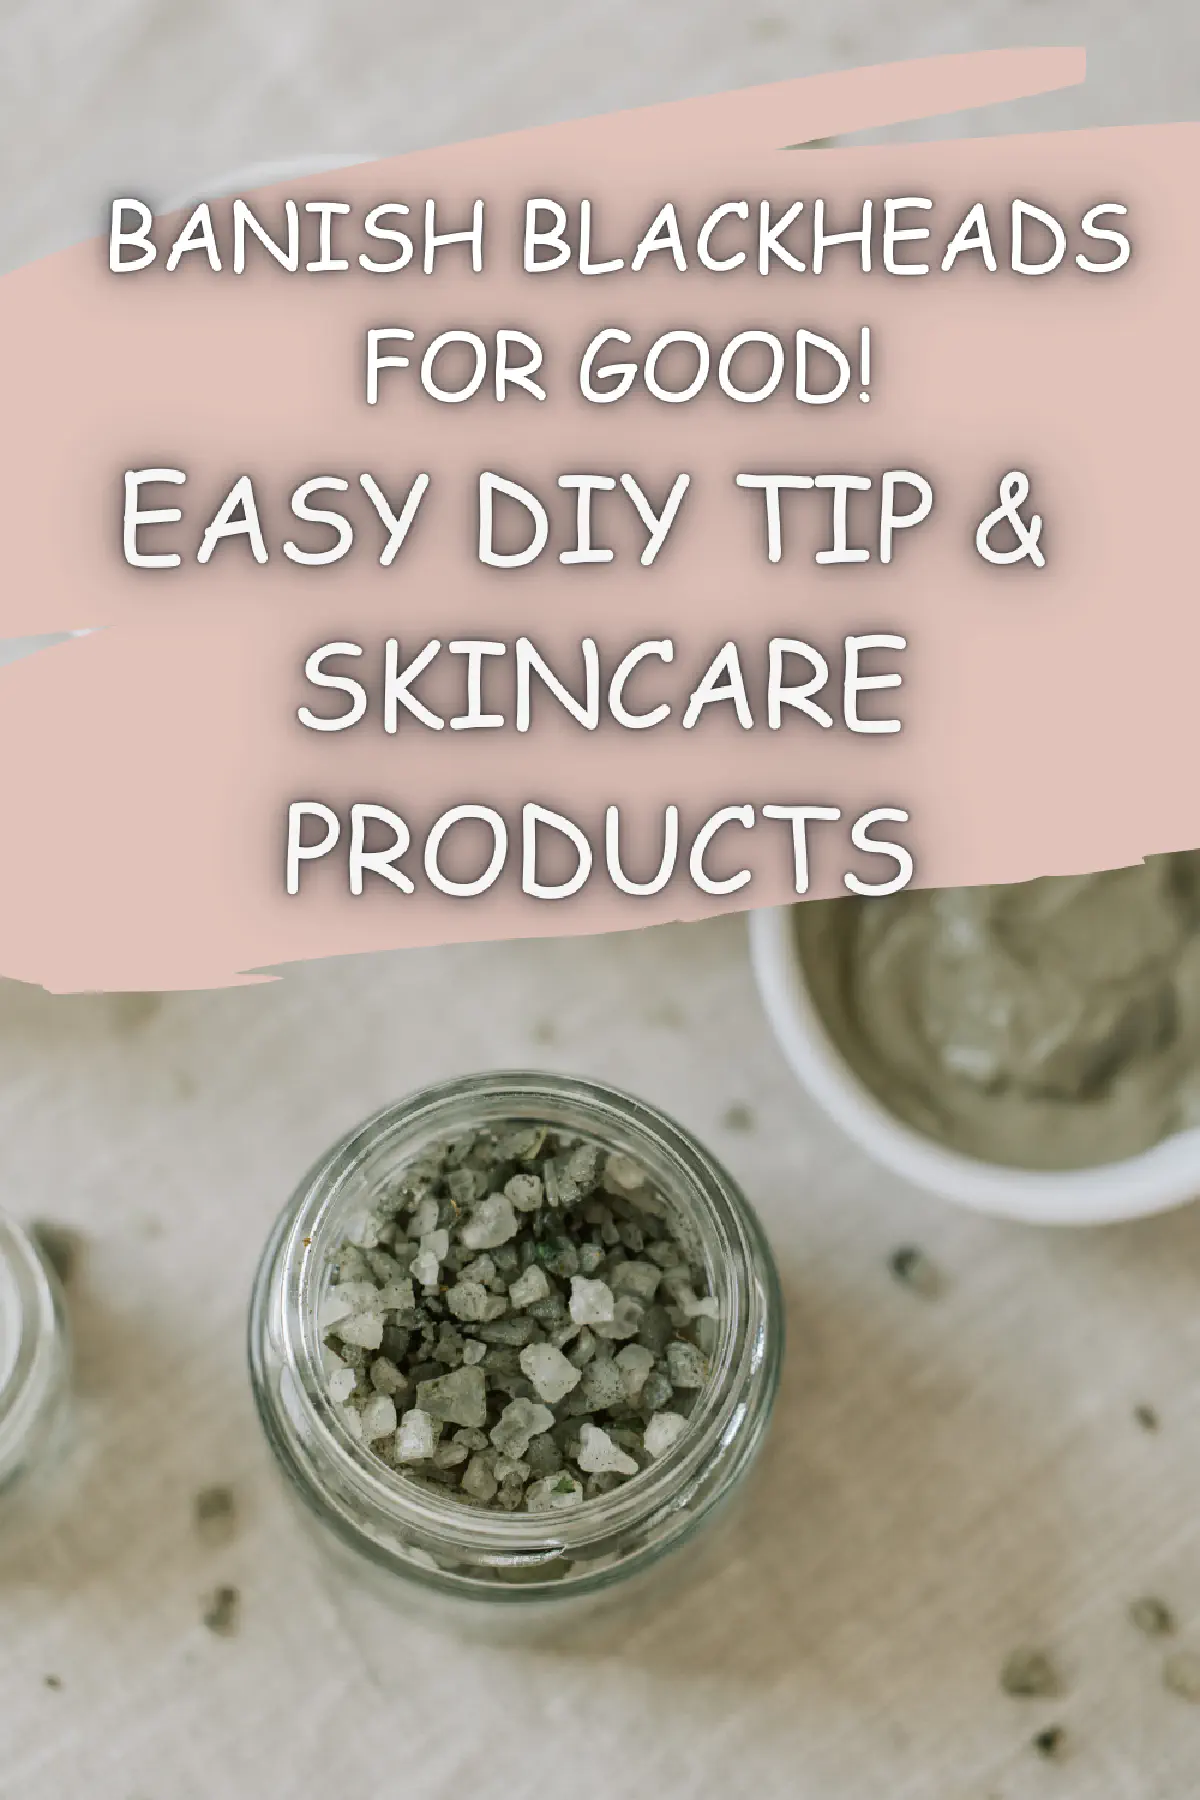 BANISH BLACKHEADS
FOR GOOD!
EASY DIY TIP &
SKINCARE
PRODUCTS